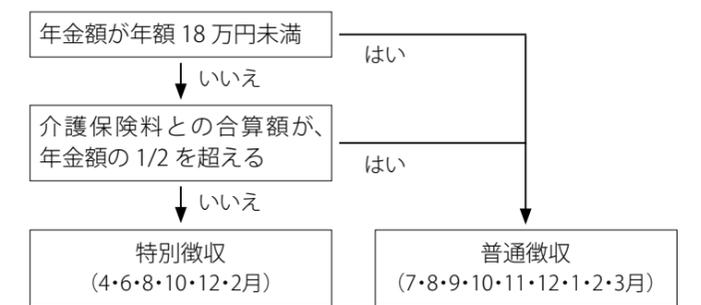 年金額が年額 18 万円未満
はい
いいえ
介護保険料との合算額が、
年金額の 1/2 を超える
はい
いいえ
特別徴収
（4･6･8･10･12･2月）
普通徴収
（7･8･9･10･11･12･1･2･3月）